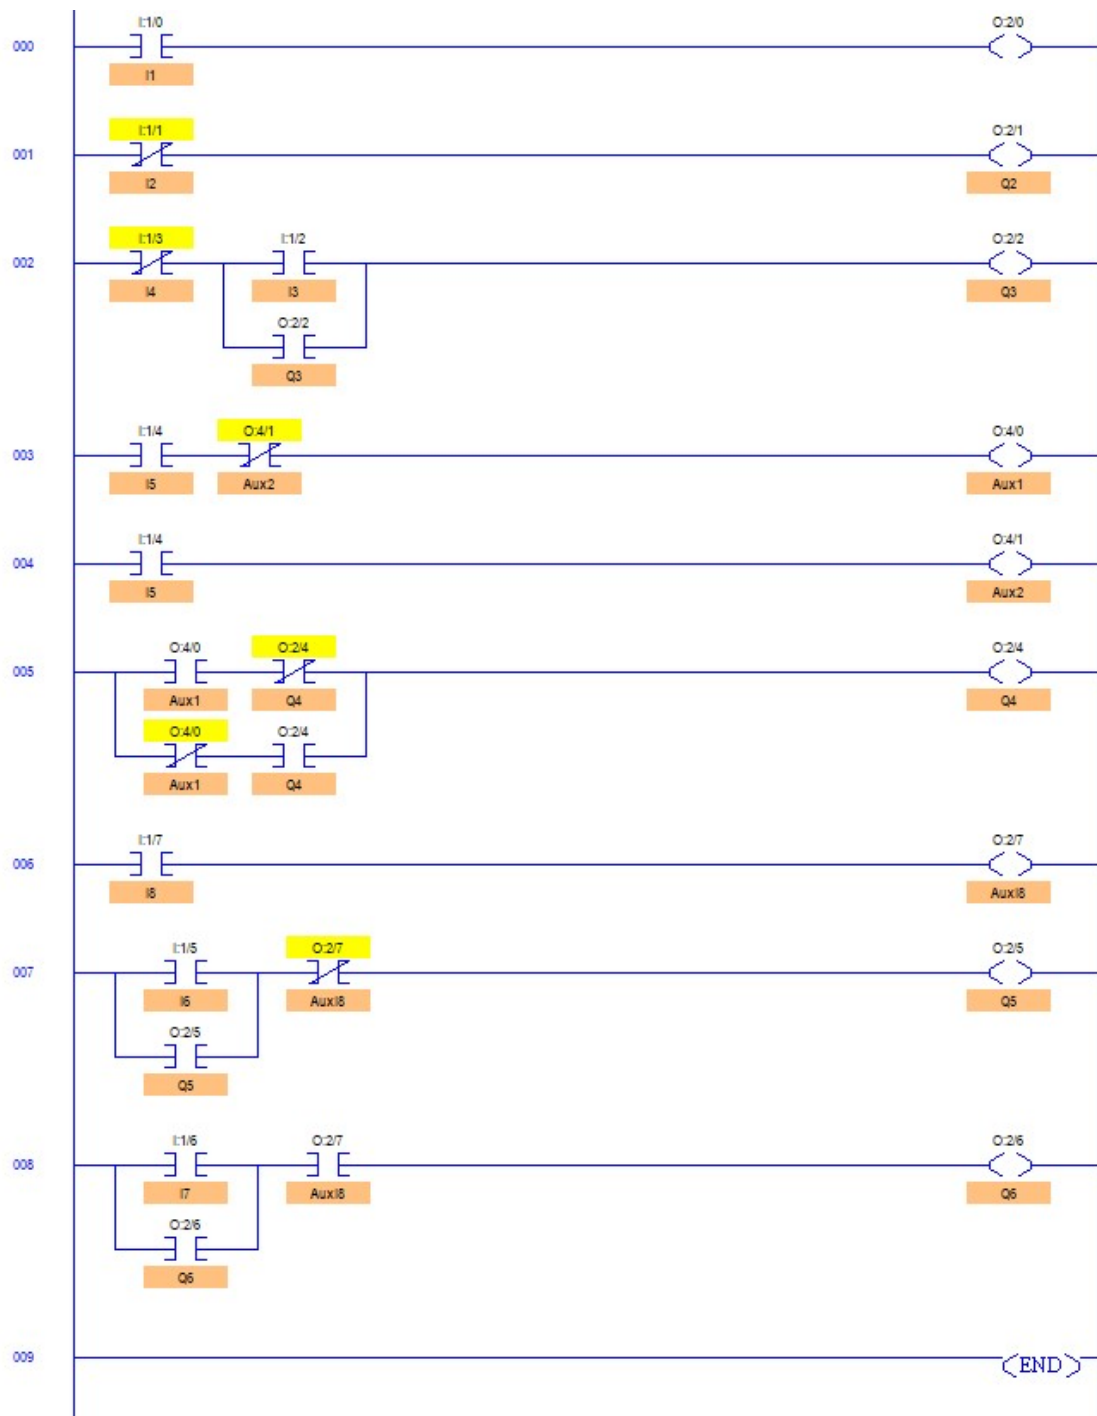 I:1/0 O:2/0
000
I1
I:1/1 O:2/1
001
I2 Q2
I:1/3 I:1/2 O:2/2
002
I4 I3 Q3
O:2/2
Q3
I:1/4 O:4/1 O:4/0
003
I5 Aux2 Aux1
I:1/4 O:4/1
004
I5 Aux2
O:4/0 O:2/4 O:2/4
005
Aux1 Q4 Q4
O:4/0 O:2/4
Aux1 Q4
I:1/7 O:2/7
006
I8 AuxI8
I:1/5 O:2/7 O:2/5
007
I6 AuxI8 Q5
O:2/5
Q5
I:1/6 O:2/7 O:2/6
008
I7 AuxI8 Q6
O:2/6
Q6
009
END